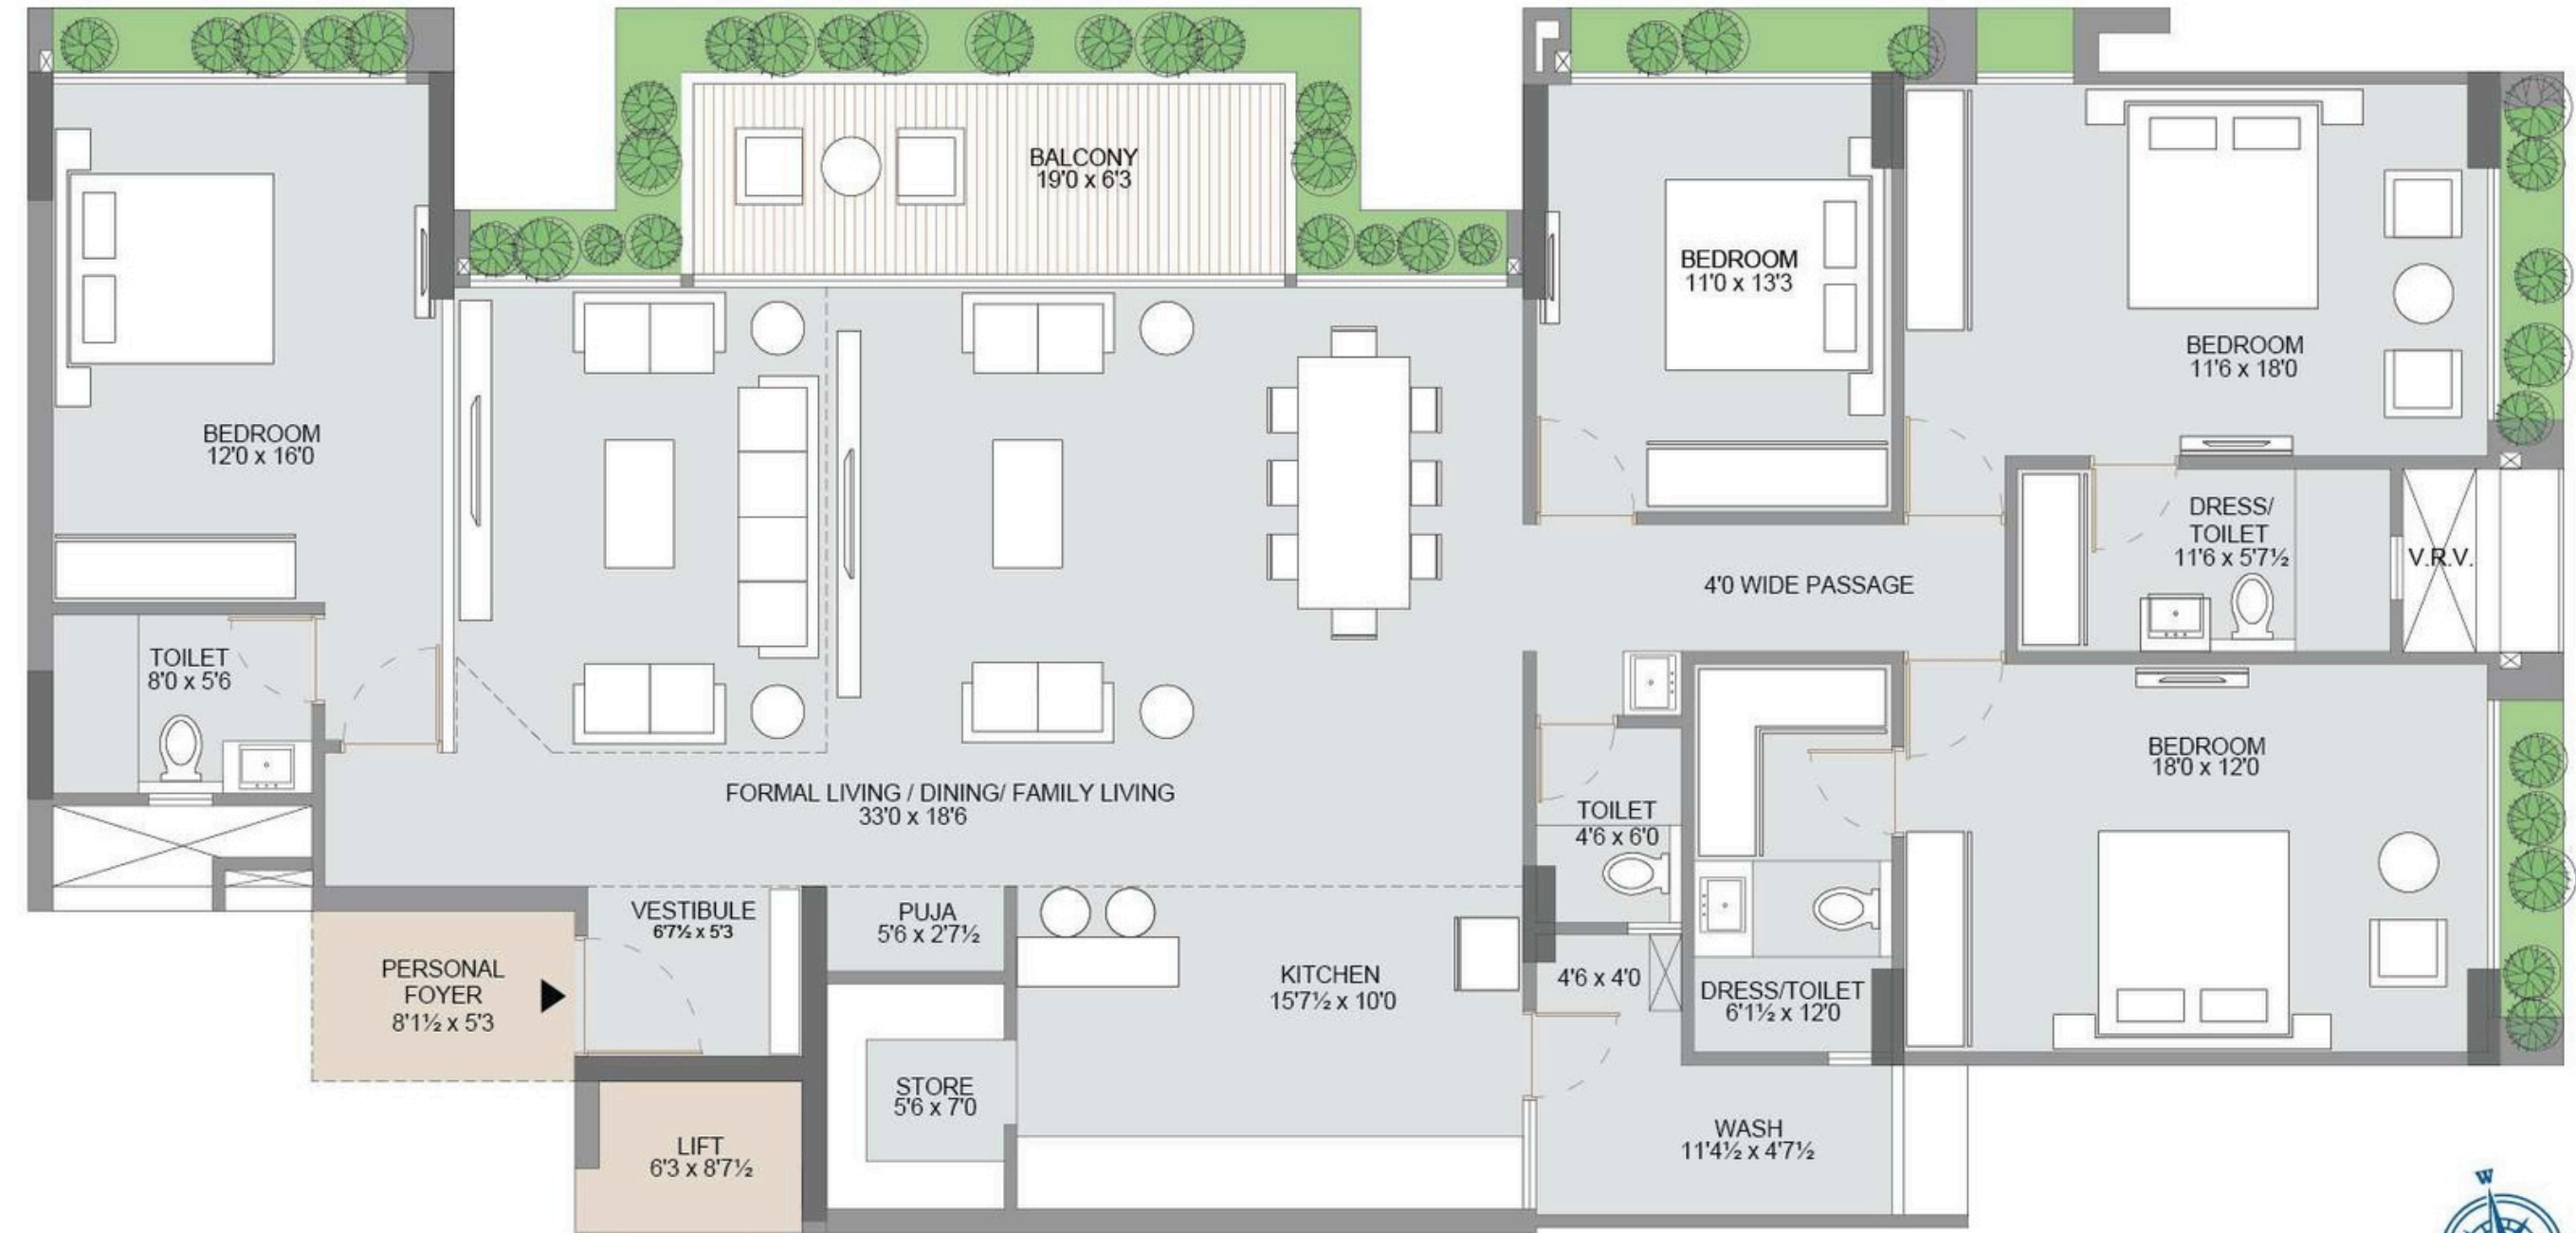 BALCONY
19'0 x 6'3
BEDROOM
11'0 x 13'3
BEDROOM
11'6 x 18'0
BEDROOM
12'0 x 16'0
DRESS/
TOILET
11'6 x 5'7½
V.R.V.
4'0 WIDE PASSAGE
TOILET
8'0 x 5'6
BEDROOM
18'0 x 12'0
FORMAL LIVING / DINING/ FAMILY LIVING
33'0 x 18'6
TOILET
4'6 x 6'0
VESTIBULE
6'7½ x 5'3
PUJA
5'6 x 2'7½
PERSONAL
FOYER
8'1½ x 5'3
KITCHEN
15'7½ x 10'0
4'6 x 4'0
DRESS/TOILET
6'1½ x 12'0
STORE
5'6 x 7'0
LIFT
6'3 x 8'7½
WASH
11'4½ x 4'7½
W